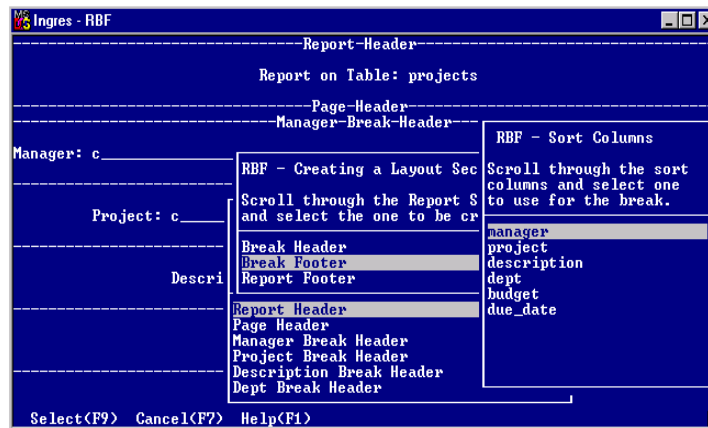 Ingres - RBF
Report-Header
Report on Table: projects
Page-Header
Manager-Break-Header
Manager: c
Project: c
Descri
RBF - Creating a Layout Sec
Scroll through the Report S
and select the one to be cr
Break Header
Break Footer
Report Footer
Report Header
Page Header
Manager Break Header
Project Break Header
Description Break Header
Dept Break Header
RBF - Sort Columns
Scroll through the sort
columns and select one
to use for the break.
manager
project
description
dept
budget
due_date
Select(F9) Cancel(F7) Help(F1)